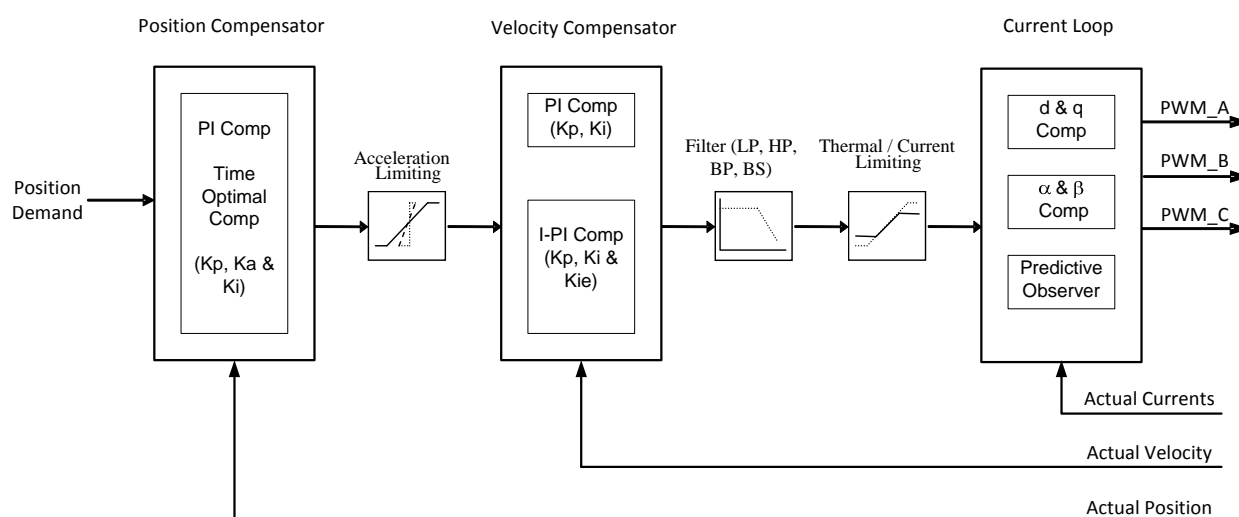 Position Compensator
Velocity Compensator
Current Loop
Position
Demand
PI Comp
Time
Optimal
Comp
(Kp, Ka &
Ki)
Acceleration
Limiting
PI Comp
(Kp, Ki)
I-PI Comp
(Kp, Ki &
Kie)
Filter (LP, HP,
BP, BS)
Thermal / Current
Limiting
d & q
Comp
α & β
Comp
Predictive
Observer
PWM_A
PWM_B
PWM_C
Actual Currents
Actual Velocity
Actual Position